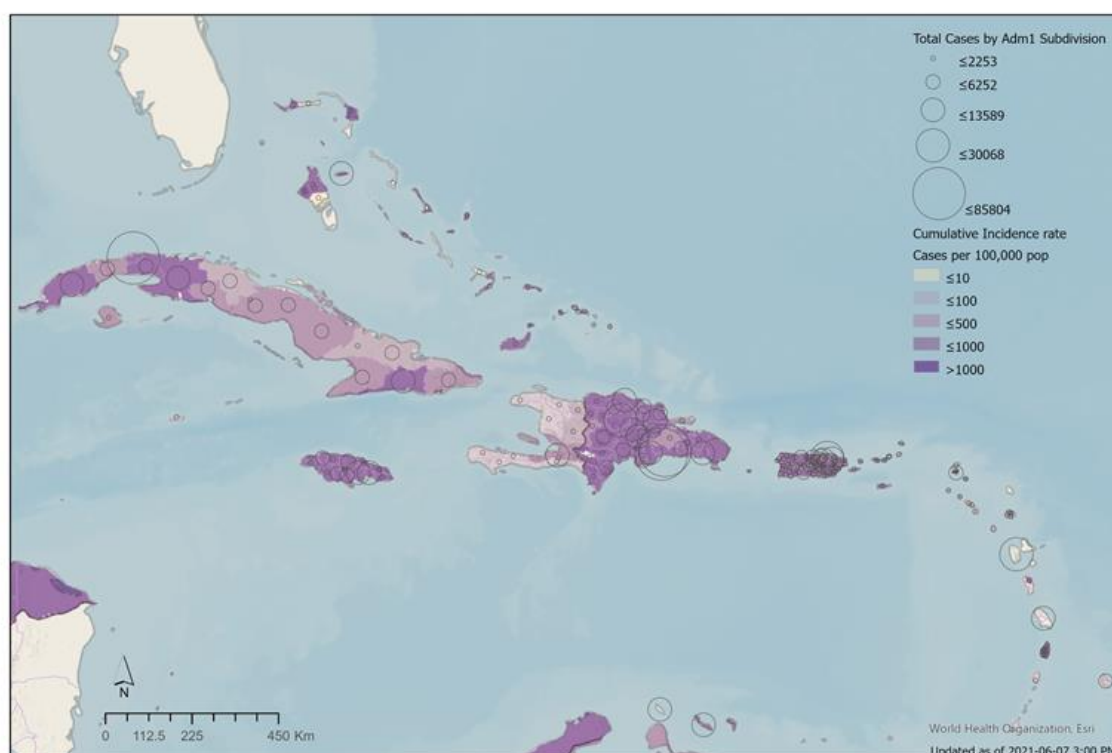 Total Cases by Adm1 Subdivision
≤2253
≤6252
≤13589
≤30068
≤85804
Cumulative Incidence rate
Cases per 100,000 pop
≤10
≤100
≤500
≤1000
>1000
N
0 112.5 225 450 Km
World Health Organization, Esri
Updated as of 2021-06-07 3:00